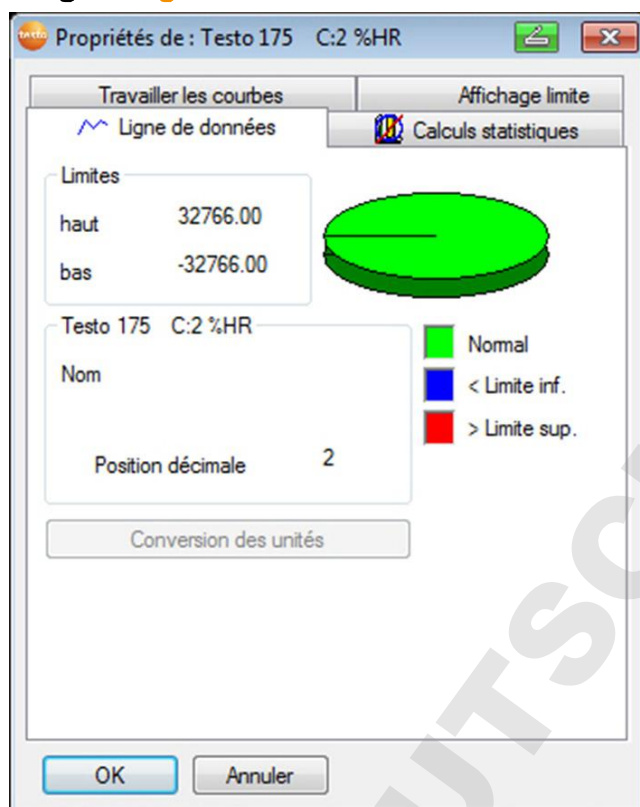 testo Propriétés de : Testo 175 C:2 %HR
Travailler les courbes Affichage limite
Ligne de données Calculs statistiques
Limites
haut 32766.00
bas -32766.00
Testo 175 C:2 %HR
Nom
Position décimale 2
Normal
< Limite inf.
> Limite sup.
Conversion des unités
OK Annuler